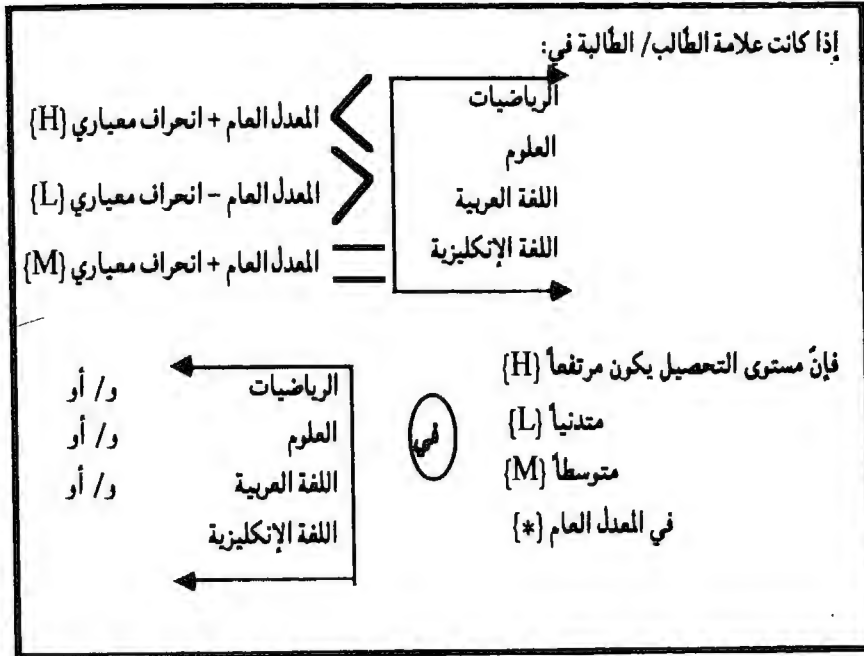 إذا كانت علامة الطالب/ الطالبة في:
الرياضيات
العلوم
اللغة العربية
اللغة الإنكليزية
< المعدل العام + انحراف معياري {H}
> المعدل العام – انحراف معياري {L}
= المعدل العام + انحراف معياري {M}
فإنّ مستوى التحصيل يكون مرتفعاً {H}
متدنياً {L}
متوسطاً {M}
في المعدل العام {*}
في
الرياضيات و/ أو
العلوم و/ أو
اللغة العربية و/ أو
اللغة الإنكليزية